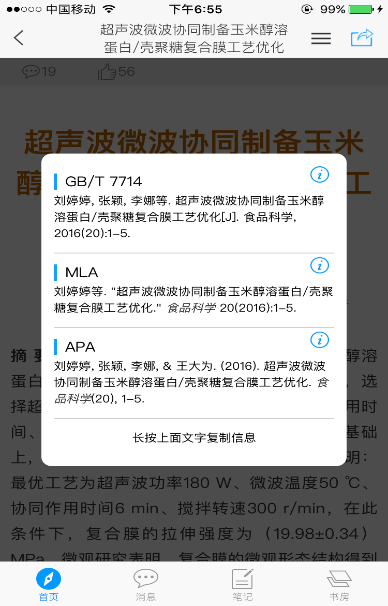 中国移动 下午6:55 99%
超声波微波协同制备玉米醇溶
蛋白/壳聚糖复合膜工艺优化
19 56
超声波微波协同制备玉米
醇 工
GB/T 7714
刘婷婷, 张颖, 李娜等. 超声波微波协同制备玉米醇
溶蛋白/壳聚糖复合膜工艺优化[J]. 食品科学,
2016(20):1-5.
MLA
刘婷婷等. "超声波微波协同制备玉米醇溶蛋白/壳聚
糖复合膜工艺优化." 食品科学 20(2016):1-5.
APA
刘婷婷, 张颖, 李娜, & 王大为. (2016). 超声波微波
协同制备玉米醇溶蛋白/壳聚糖复合膜工艺优化. 食
品科学(20), 1-5.
长按上面文字复制信息
摘 醇溶
蛋白 选
择超 用时
间、 基础
上, 明:
最优工艺为超声波功率180 W、微波温度50 ℃、
协同作用时间6 min、搅拌转速300 r/min，在此
条件下，复合膜的拉伸强度为（19.98±0.34）
MPa。微观研究表明，复合膜的微观形态结构得到
首页 消息 笔记 书房